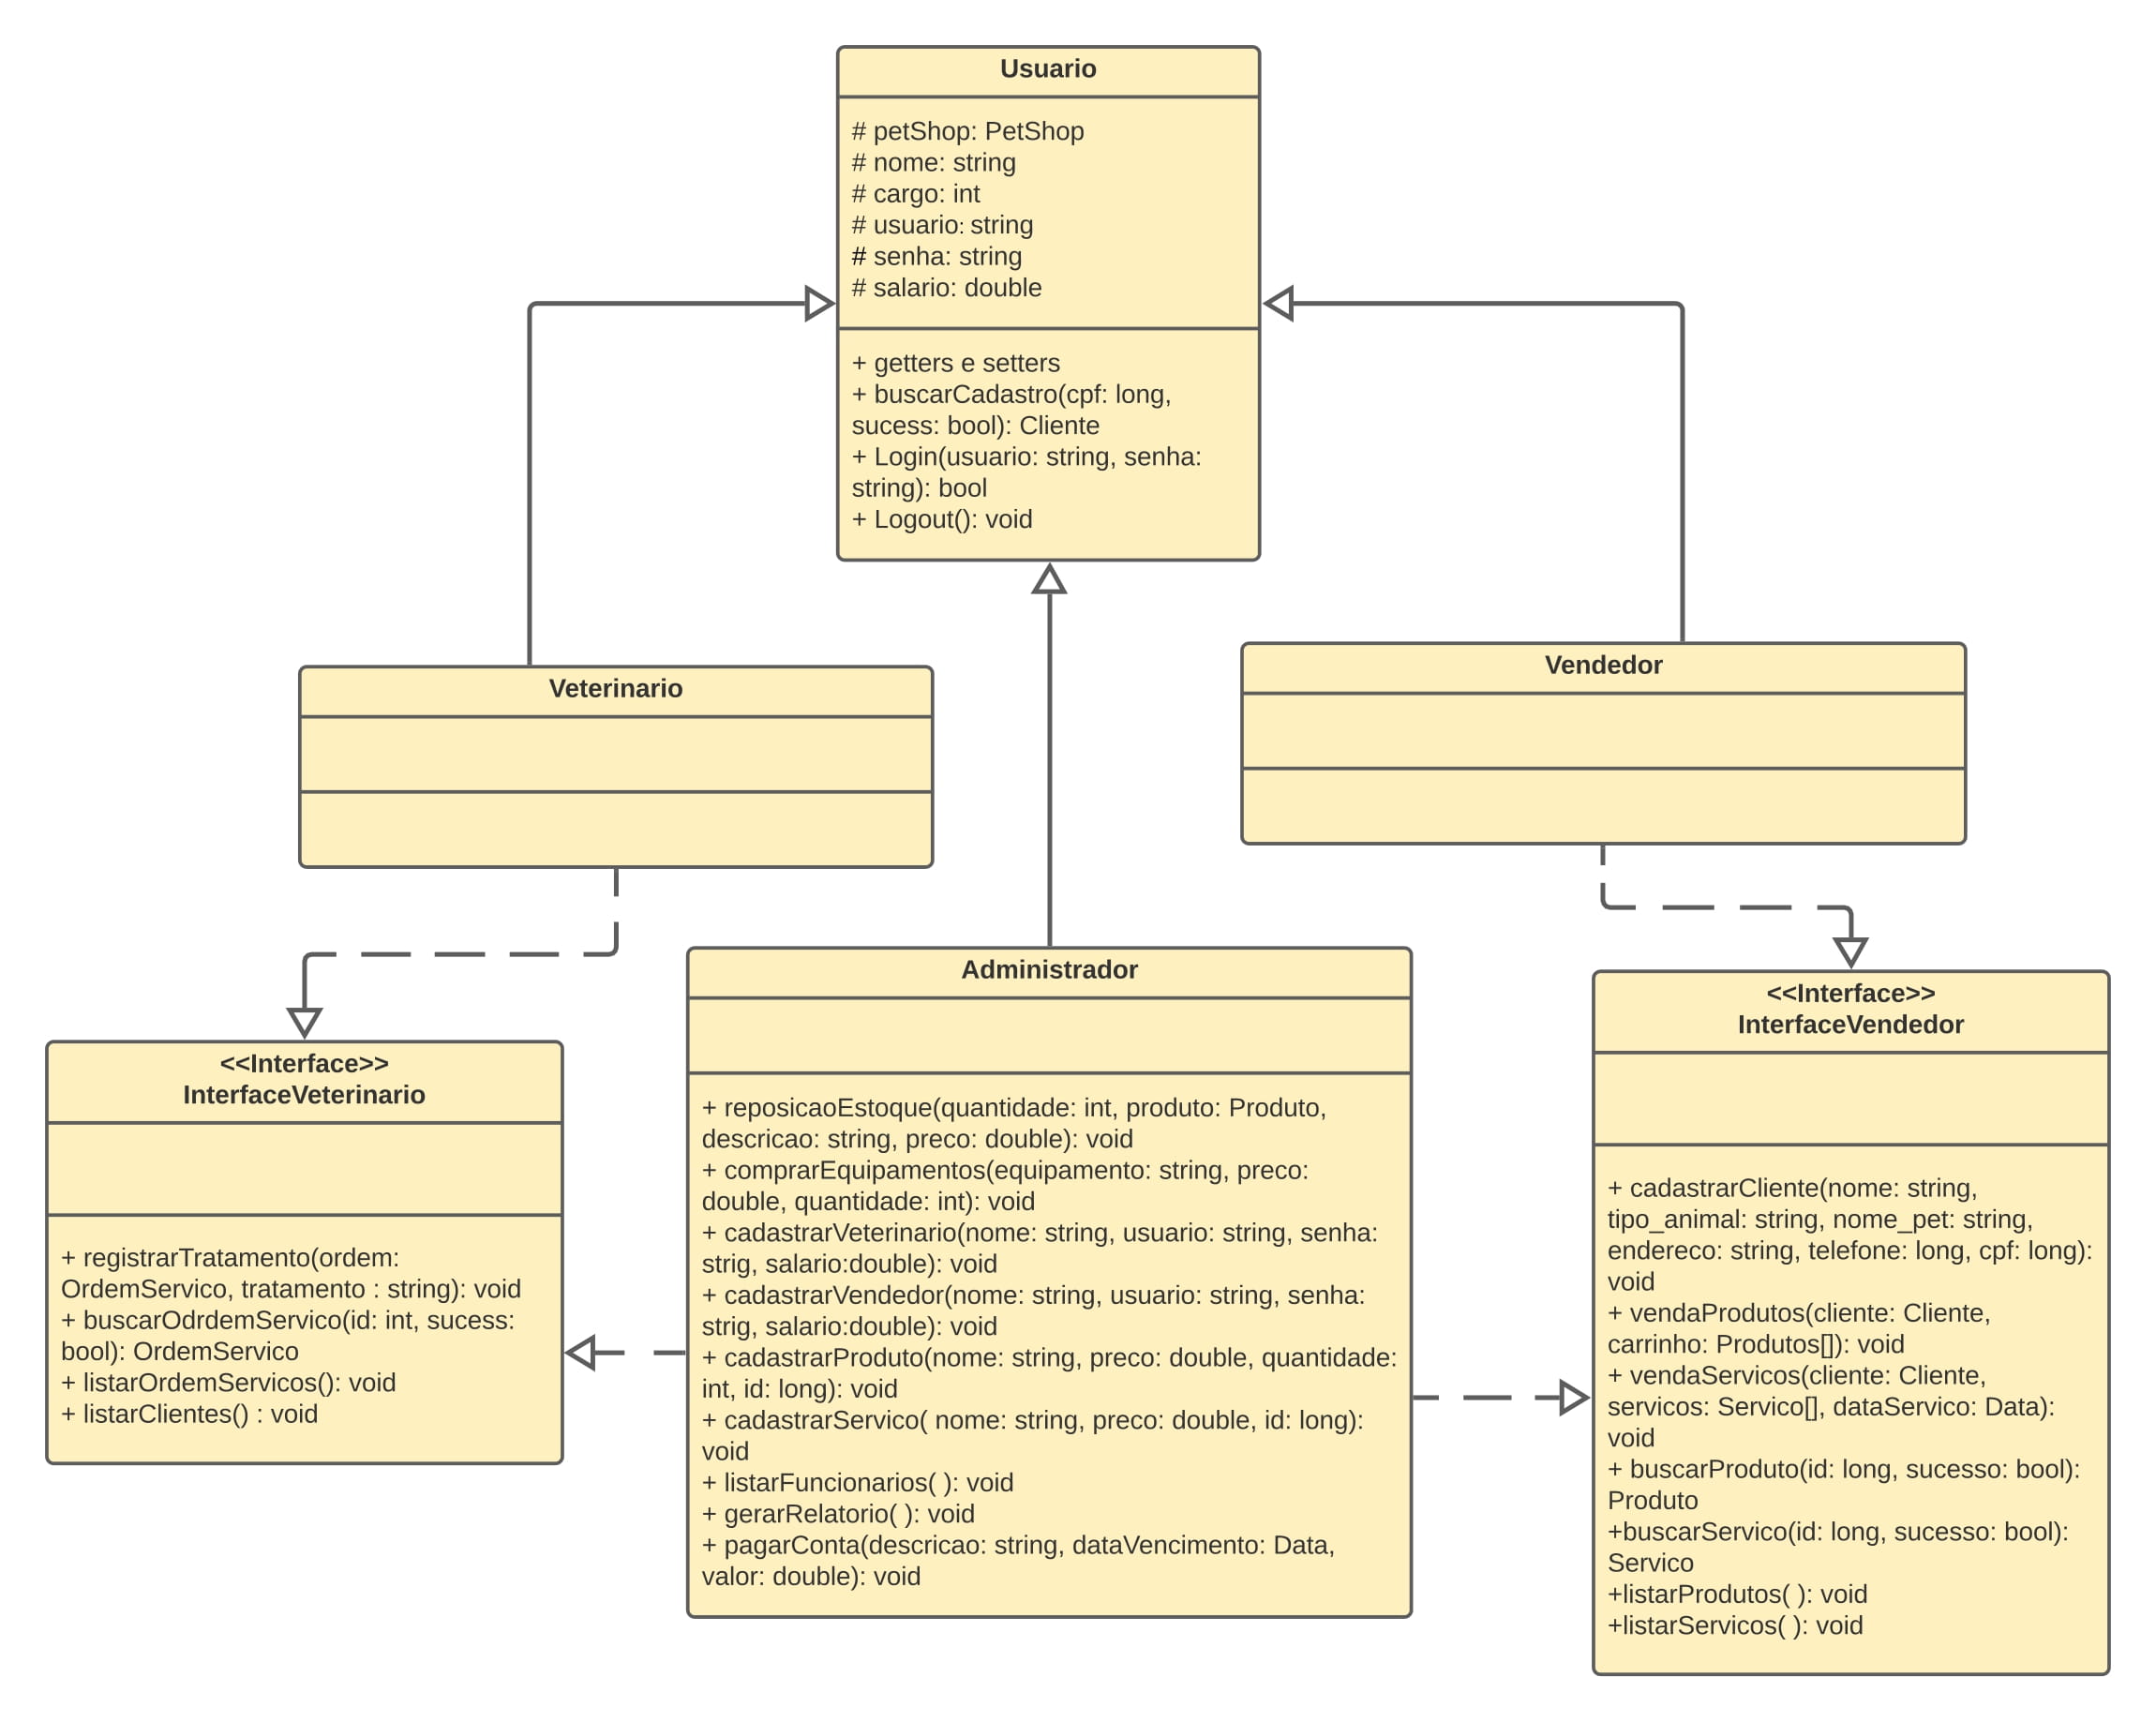 Usuario
# petShop: PetShop
# nome: string
# cargo: int
# usuario: string
# senha: string
# salario: double
+ getters e setters
+ buscarCadastro(cpf: long,
sucess: bool): Cliente
+ Login(usuario: string, senha:
string): bool
+ Logout(): void
Veterinario
Vendedor
<<Interface>>
InterfaceVeterinario
+ registrarTratamento(ordem:
OrdemServico, tratamento : string): void
+ buscarOdrdemServico(id: int, sucess:
bool): OrdemServico
+ listarOrdemServicos(): void
+ listarClientes() : void
Administrador
+ reposicaoEstoque(quantidade: int, produto: Produto,
descricao: string, preco: double): void
+ comprarEquipamentos(equipamento: string, preco:
double, quantidade: int): void
+ cadastrarVeterinario(nome: string, usuario: string, senha:
strig, salario:double): void
+ cadastrarVendedor(nome: string, usuario: string, senha:
strig, salario:double): void
+ cadastrarProduto(nome: string, preco: double, quantidade:
int, id: long): void
+ cadastrarServico( nome: string, preco: double, id: long):
void
+ listarFuncionarios( ): void
+ gerarRelatorio( ): void
+ pagarConta(descricao: string, dataVencimento: Data,
valor: double): void
<<Interface>>
InterfaceVendedor
+ cadastrarCliente(nome: string,
tipo_animal: string, nome_pet: string,
endereco: string, telefone: long, cpf: long):
void
+ vendaProdutos(cliente: Cliente,
carrinho: Produtos[]): void
+ vendaServicos(cliente: Cliente,
servicos: Servico[], dataServico: Data):
void
+ buscarProduto(id: long, sucesso: bool):
Produto
+buscarServico(id: long, sucesso: bool):
Servico
+listarProdutos( ): void
+listarServicos( ): void